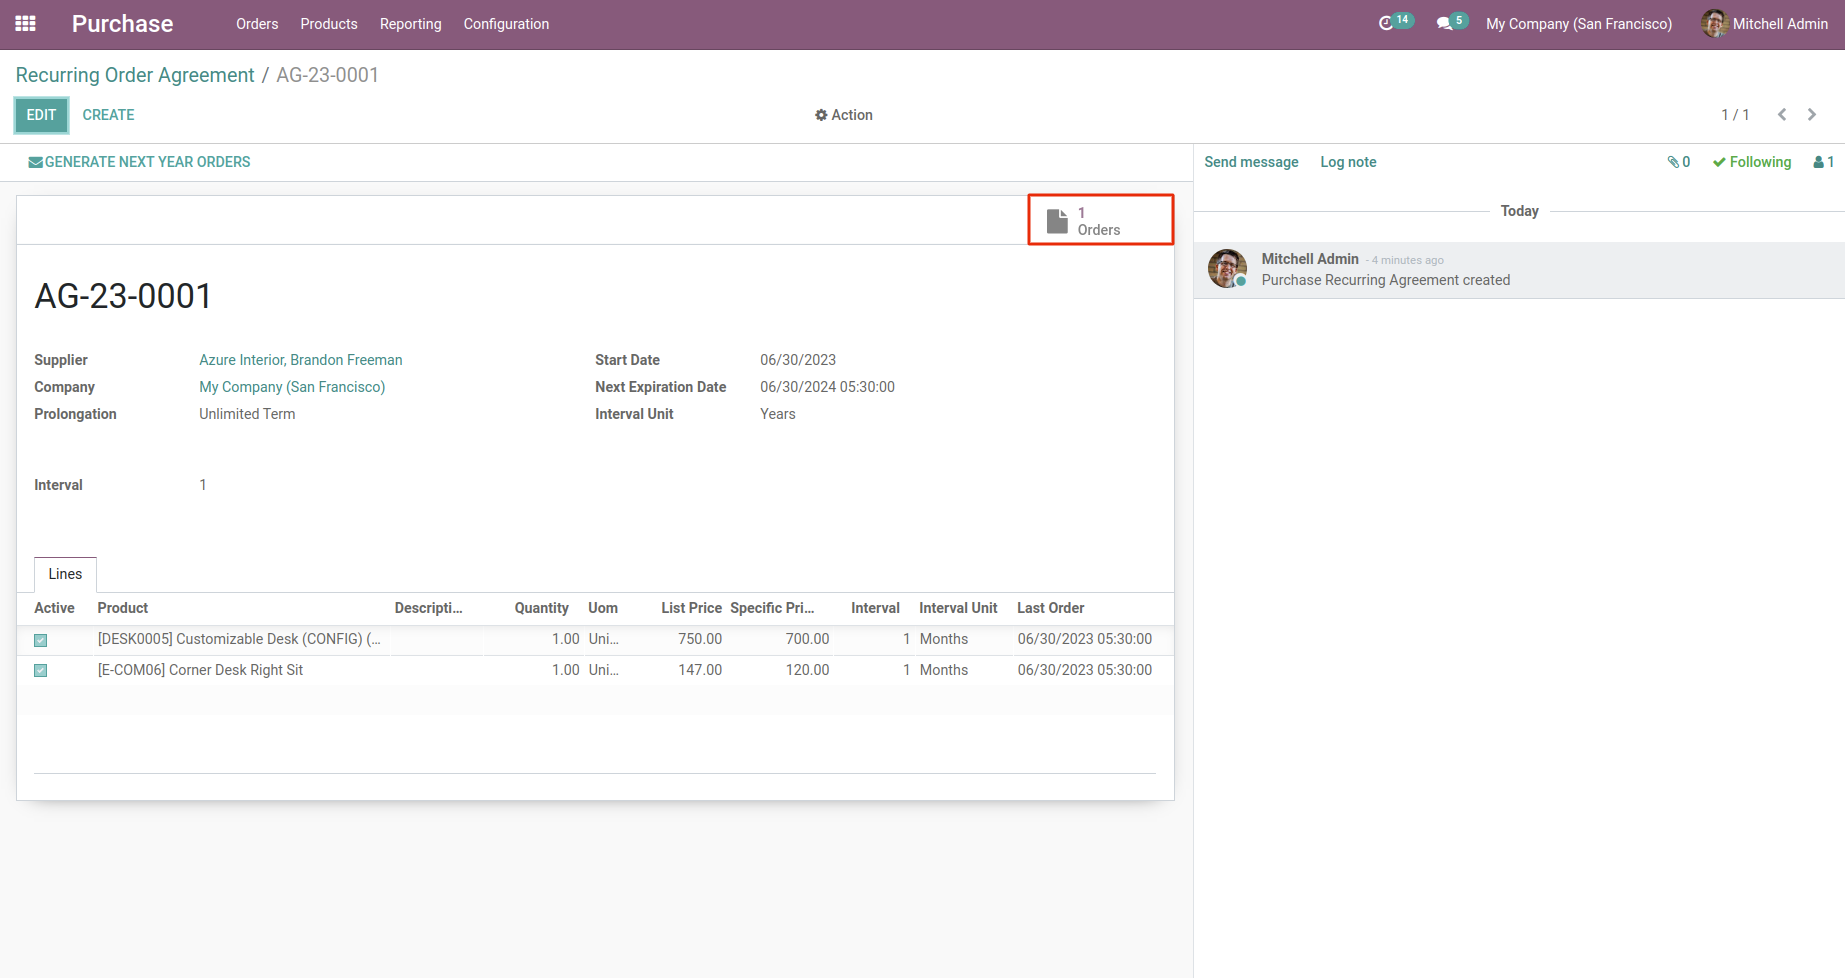 Purchase Orders Products Reporting Configuration 14 5 My Company (San Francisco) Mitchell Admin
Recurring Order Agreement / AG-23-0001
EDIT CREATE Action 1 / 1
GENERATE NEXT YEAR ORDERS Send message Log note 0 Following 1
1
Orders
Today
Mitchell Admin - 4 minutes ago
Purchase Recurring Agreement created
AG-23-0001
Supplier Azure Interior, Brandon Freeman Start Date 06/30/2023
Company My Company (San Francisco) Next Expiration Date 06/30/2024 05:30:00
Prolongation Unlimited Term Interval Unit Years
Interval 1
Lines
Active Product Descripti... Quantity Uom List Price Specific Pri... Interval Interval Unit Last Order
[DESK0005] Customizable Desk (CONFIG) (... 1.00 Uni... 750.00 700.00 1 Months 06/30/2023 05:30:00
[E-COM06] Corner Desk Right Sit 1.00 Uni... 147.00 120.00 1 Months 06/30/2023 05:30:00